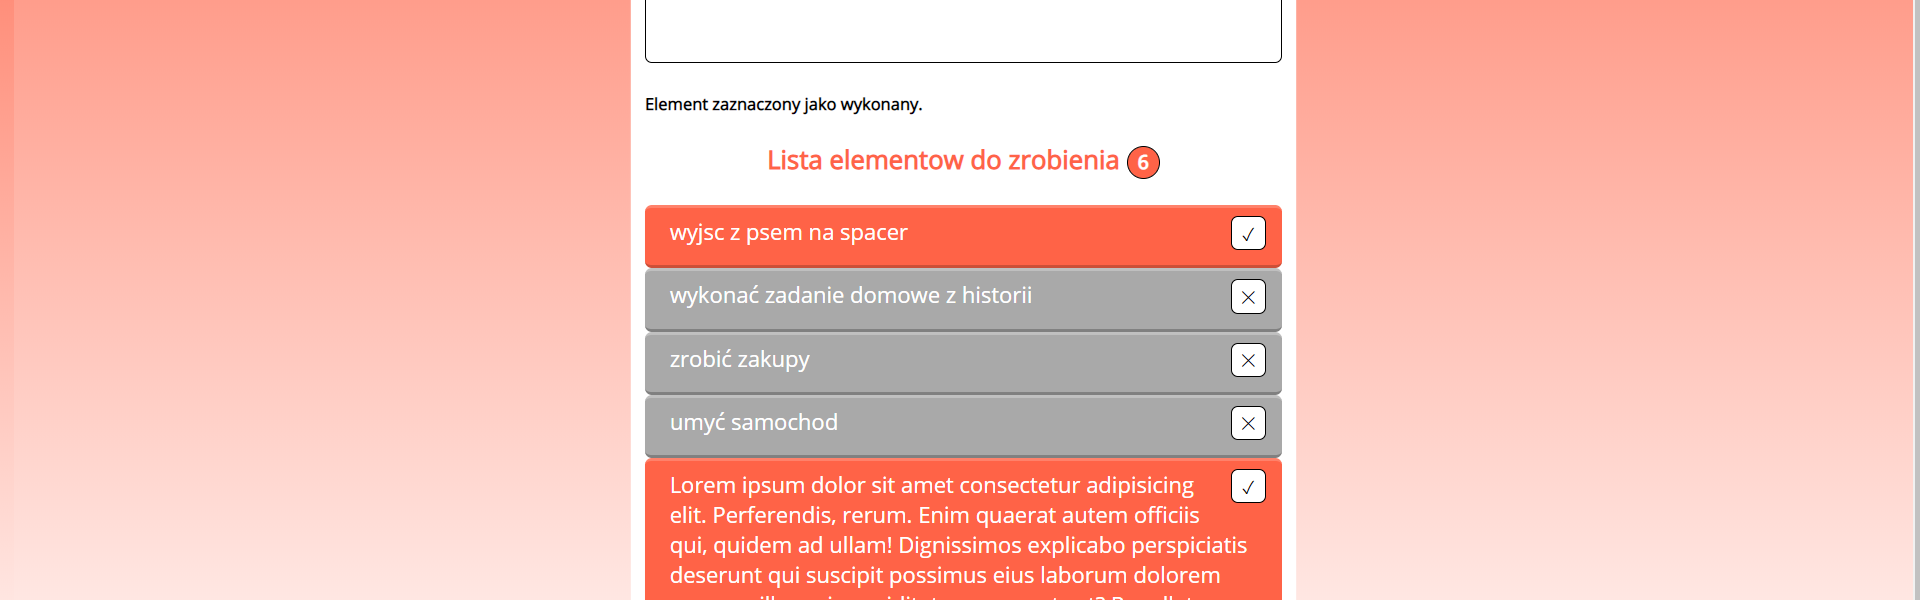 Element zaznaczony jako wykonany.
Lista elementow do zrobienia 6
wyjsc z psem na spacer ✓
wykonać zadanie domowe z historii ×
zrobić zakupy ×
umyć samochod ×
Lorem ipsum dolor sit amet consectetur adipisicing ✓
elit. Perferendis, rerum. Enim quaerat autem officiis
qui, quidem ad ullam! Dignissimos explicabo perspiciatis
deserunt qui suscipit possimus eius laborum dolorem